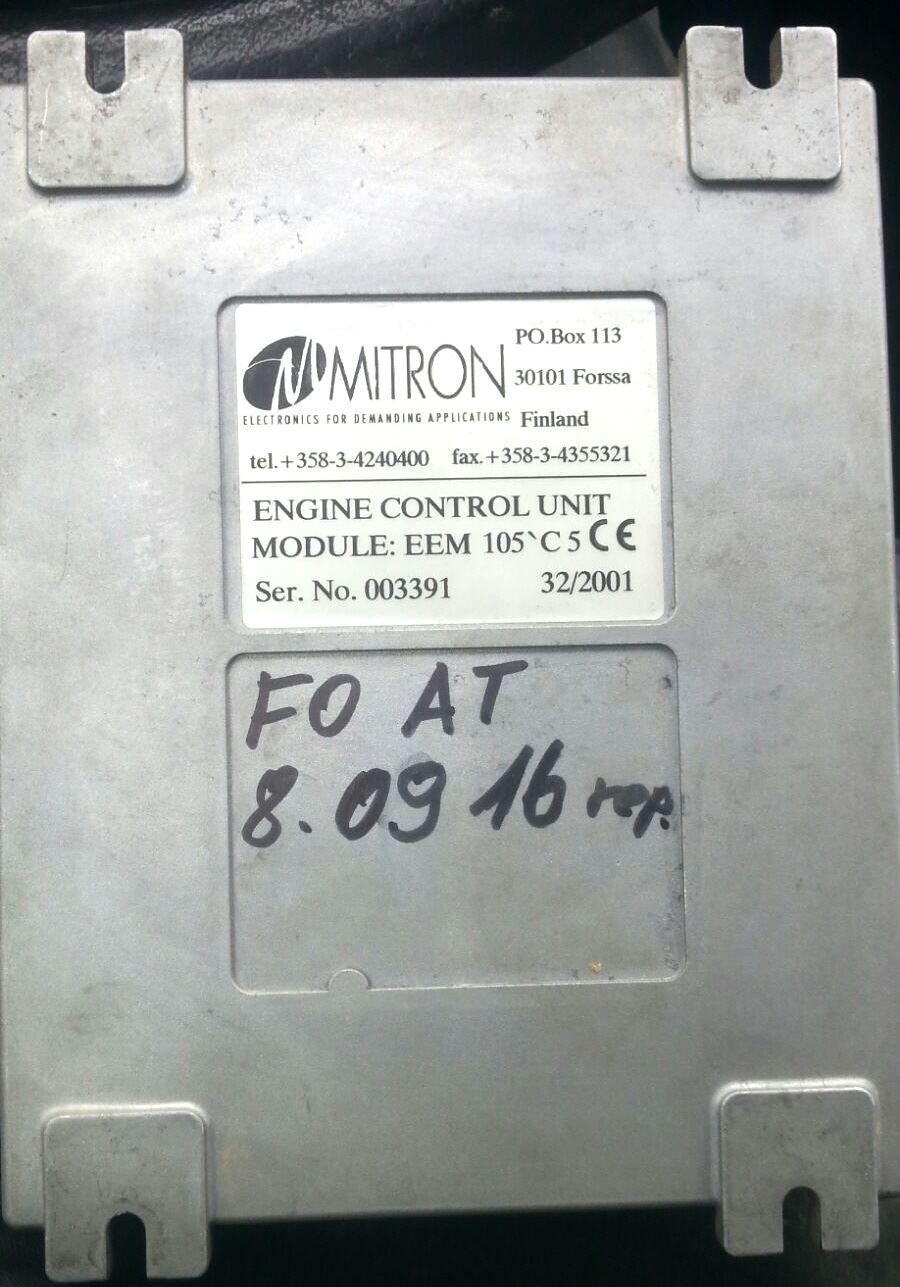 MITRON
ELECTRONICS FOR DEMANDING APPLICATIONS
PO.Box 113
30101 Forssa
Finland
tel.+358-3-4240400 fax.+358-3-4355321
ENGINE CONTROL UNIT
MODULE: EEM 105`C 5 CE
Ser. No. 003391 32/2001
FO AT
8.09 16 rep.